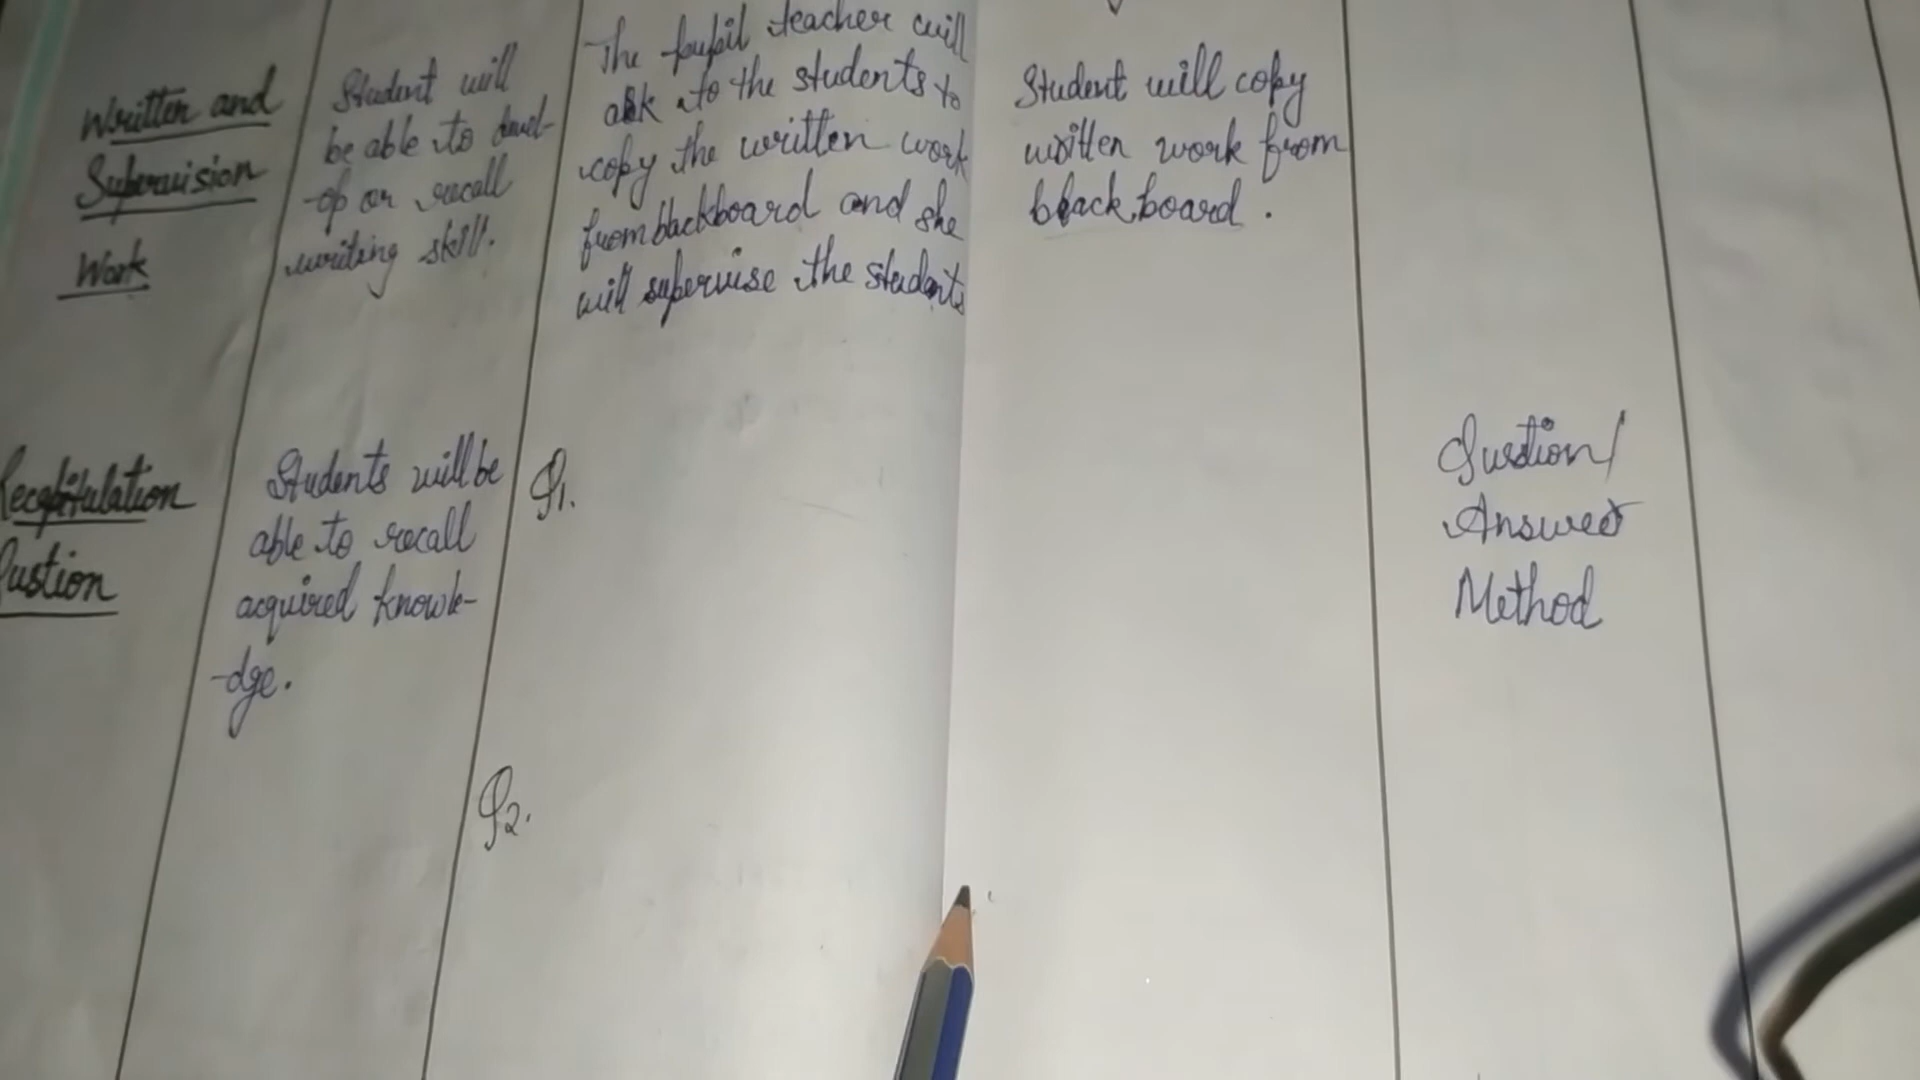 Written and
Supervision
Work
Student will
be able to devel-
-op or recall
writing skill.
The pupil teacher will
ask to the students to
copy the written work
from blackboard and she
will supervise the students
Student will copy
written work from
black board.
Recapitulation
Qustion
Students will be
able to recall
acquired knowle-
-dge.
Q1.
Q2.
Question/
Answer
Method